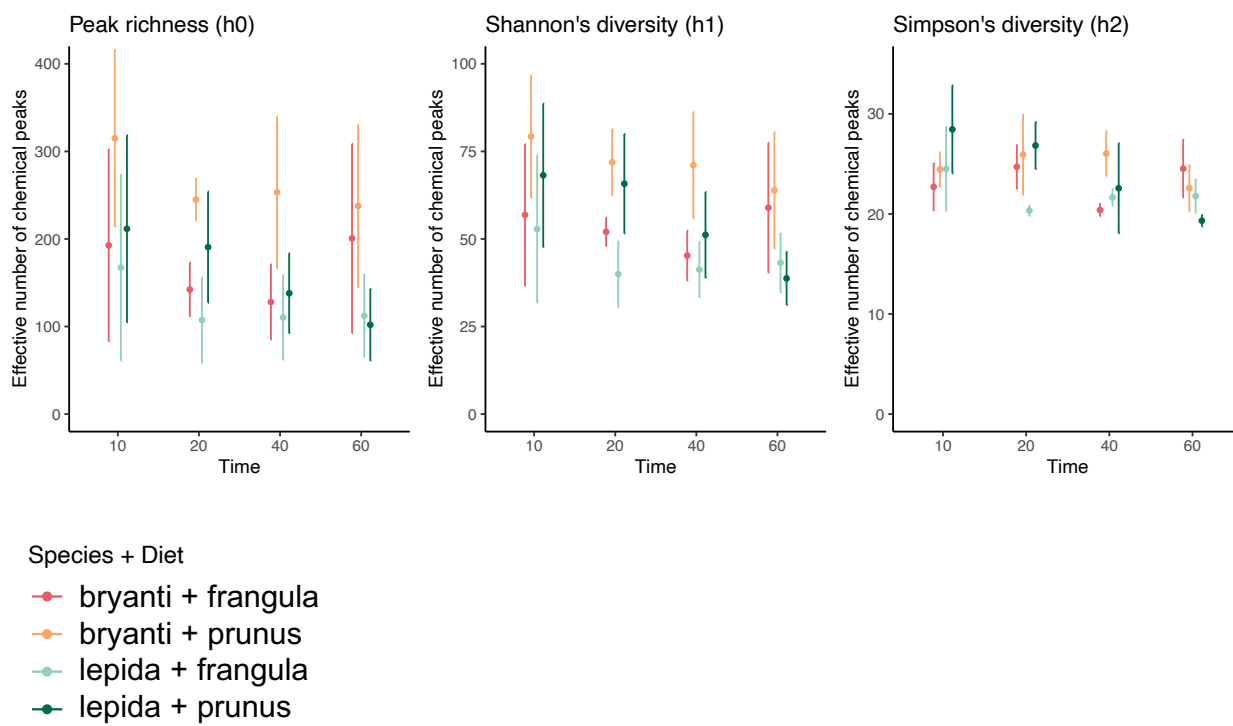 Peak richness (h0)
Effective number of chemical peaks
400
300
200
100
0
10 20 40 60
Time
Shannon's diversity (h1)
Effective number of chemical peaks
100
75
50
25
0
10 20 40 60
Time
Simpson's diversity (h2)
Effective number of chemical peaks
30
20
10
0
10 20 40 60
Time
Species + Diet
bryanti + frangula
bryanti + prunus
lepida + frangula
lepida + prunus